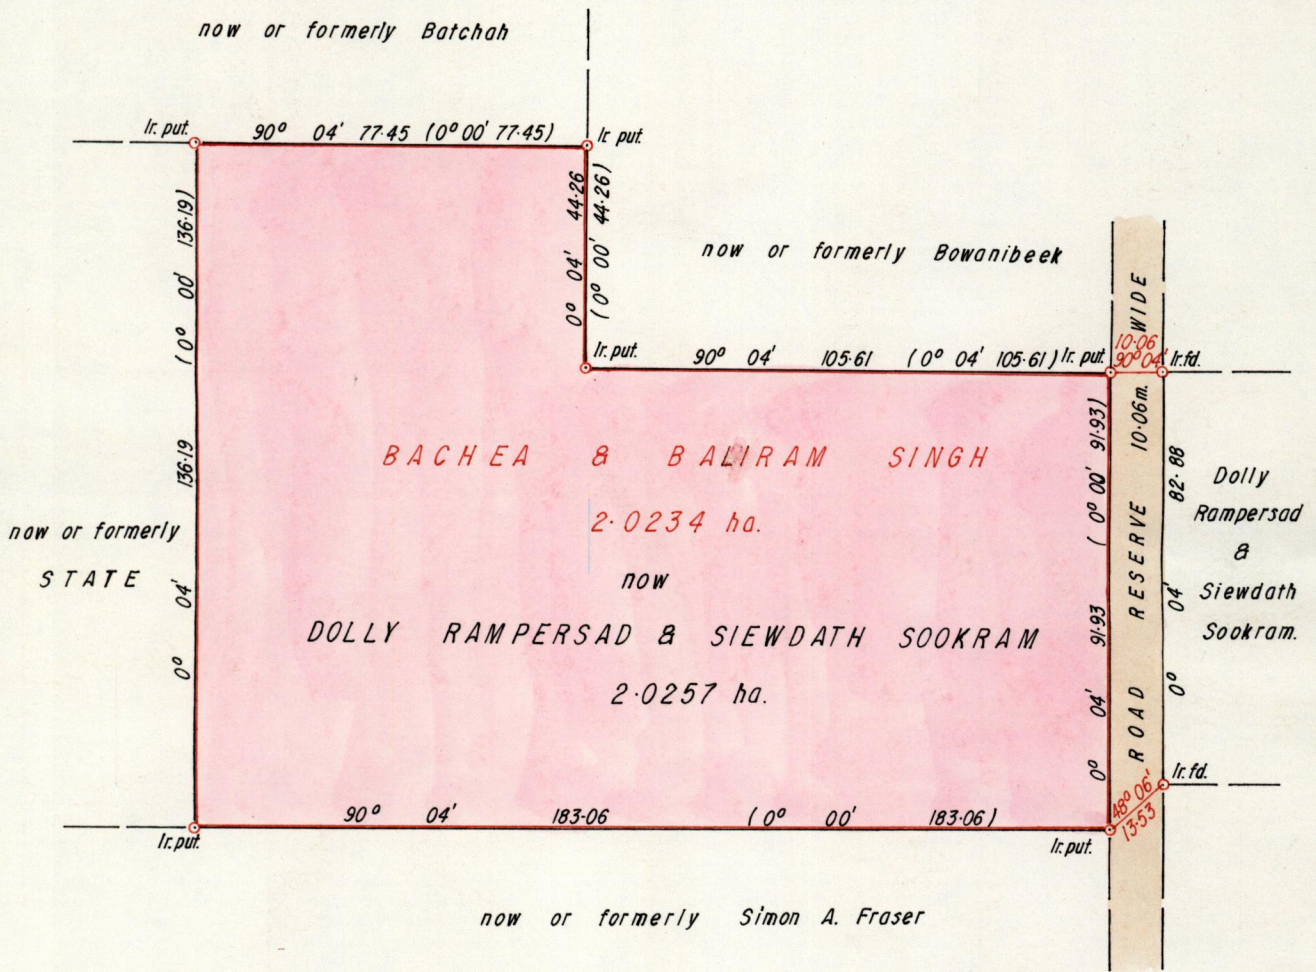 now or formerly Batchah
Ir. put.
90° 04' 77·45 (0° 00' 77·45)
Ir. put.
(0° 00' 136·19)
0° 04' 44·26
(0° 00' 44·26)
now or formerly Bowanibeek
Ir. put.
90° 04' 105·61 (0° 04' 105·61)
Ir. put.
10·06
90° 04'
Ir. fd.
ROAD RESERVE 10·06m. WIDE
BACHEA & BALIRAM SINGH
2·0234 ha.
now
DOLLY RAMPERSAD & SIEWDATH SOOKRAM
2·0257 ha.
now or formerly
STATE
0° 04' 136·19
(0° 00' 91·93)
0° 04' 91·93
0° 04' 82·88
Dolly
Rampersad
&
Siewdath
Sookram.
Ir. fd.
48° 06'
13·53
90° 04' 183·06 (0° 00' 183·06)
Ir. put.
Ir. put.
now or formerly Simon A. Fraser